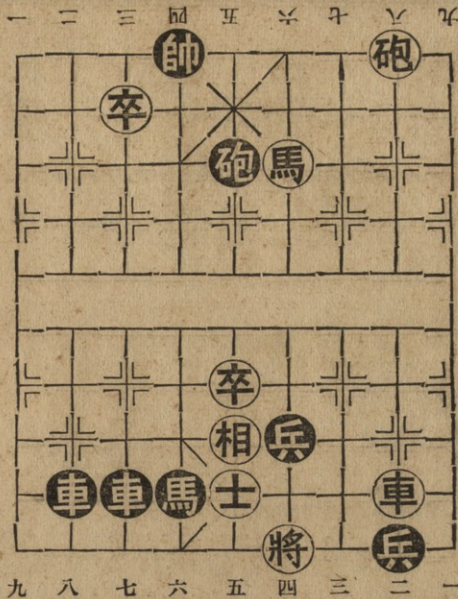 一 二 三 四 五 六 七 八 九
帥 砲
卒
砲 馬
卒
相 兵
車 車 馬 士 車
將 兵
九 八 七 六 五 四 三 二 一